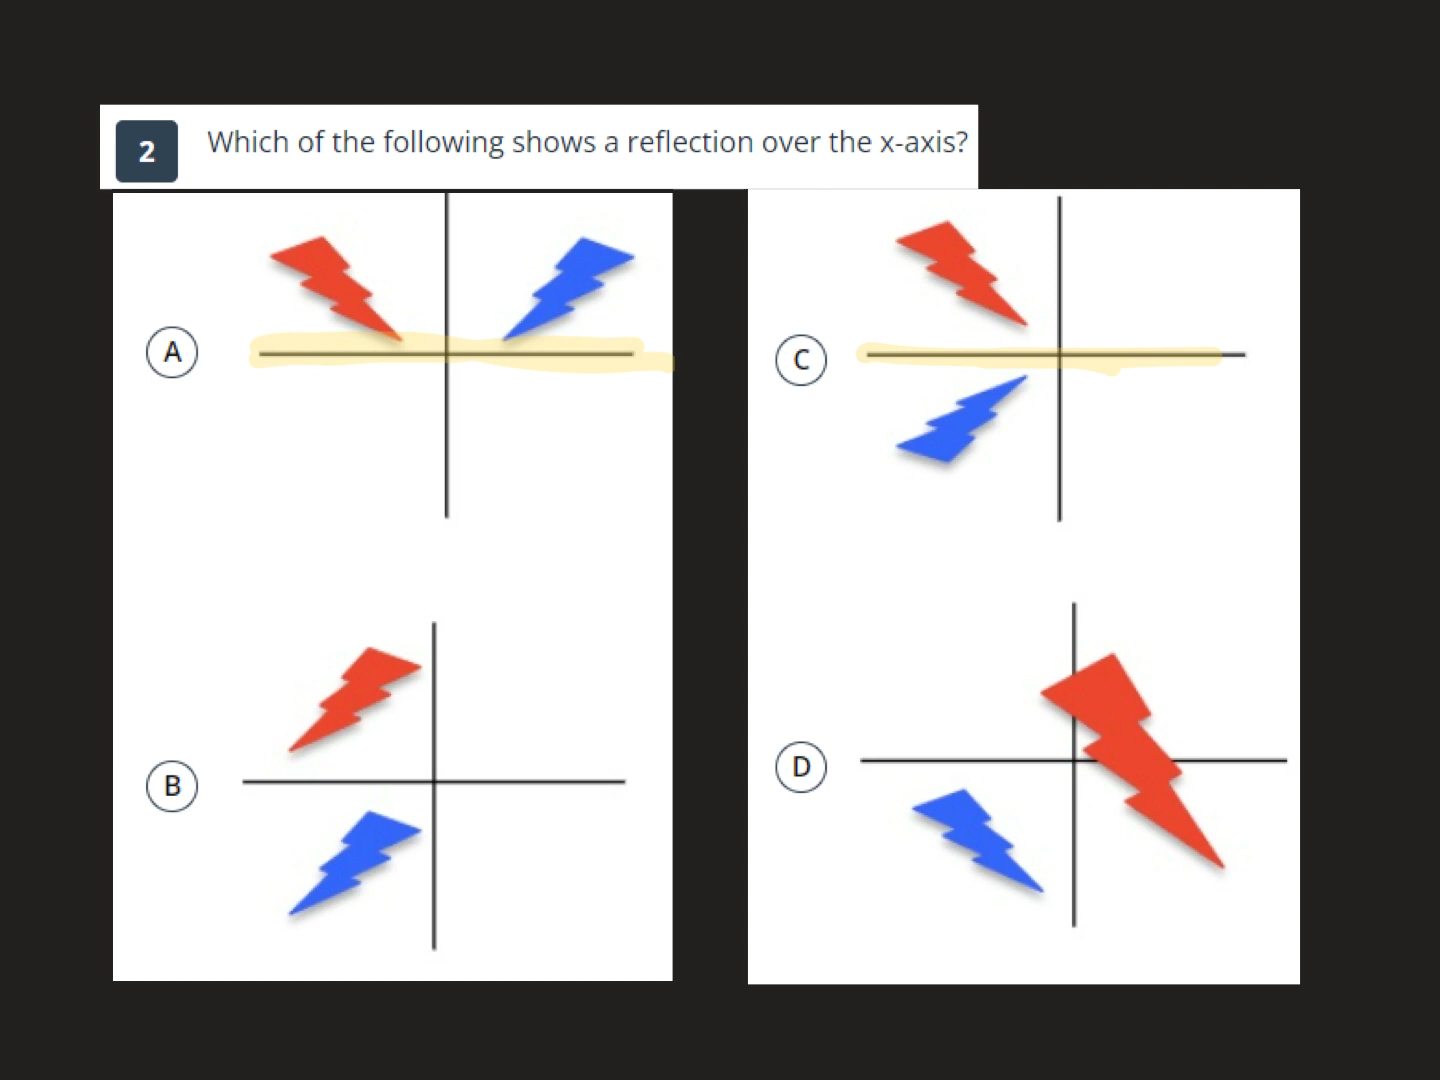 2 Which of the following shows a reflection over the x-axis?
A
C
B
D